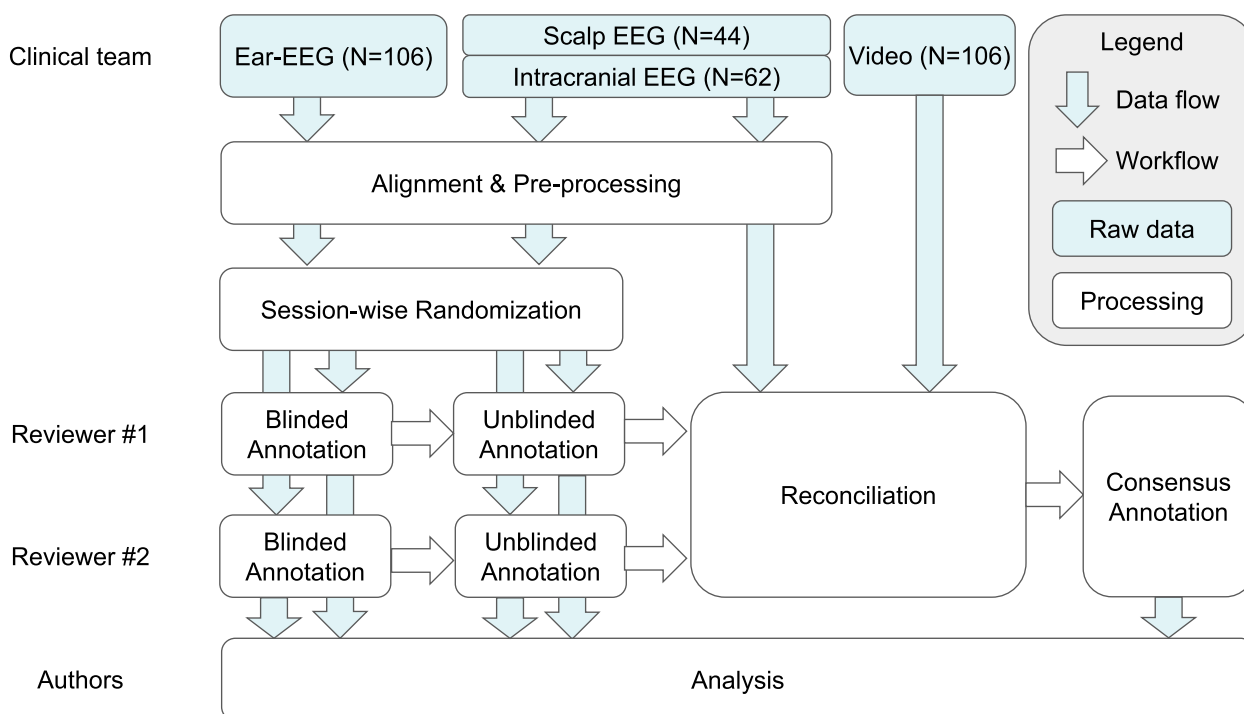 Clinical team
Ear-EEG (N=106)
Scalp EEG (N=44)
Intracranial EEG (N=62)
Video (N=106)
Legend
Data flow
Workflow
Raw data
Processing
Alignment & Pre-processing
Session-wise Randomization
Reviewer #1
Blinded
Annotation
Unblinded
Annotation
Reconciliation
Consensus
Annotation
Reviewer #2
Blinded
Annotation
Unblinded
Annotation
Authors
Analysis